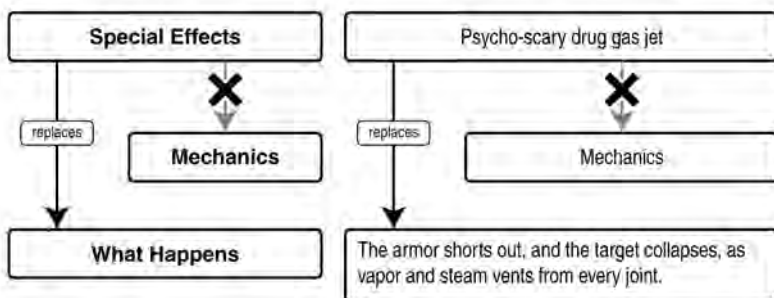 Special Effects
Psycho-scary drug gas jet
replaces
replaces
Mechanics
Mechanics
What Happens
The armor shorts out, and the target collapses, as
vapor and steam vents from every joint.